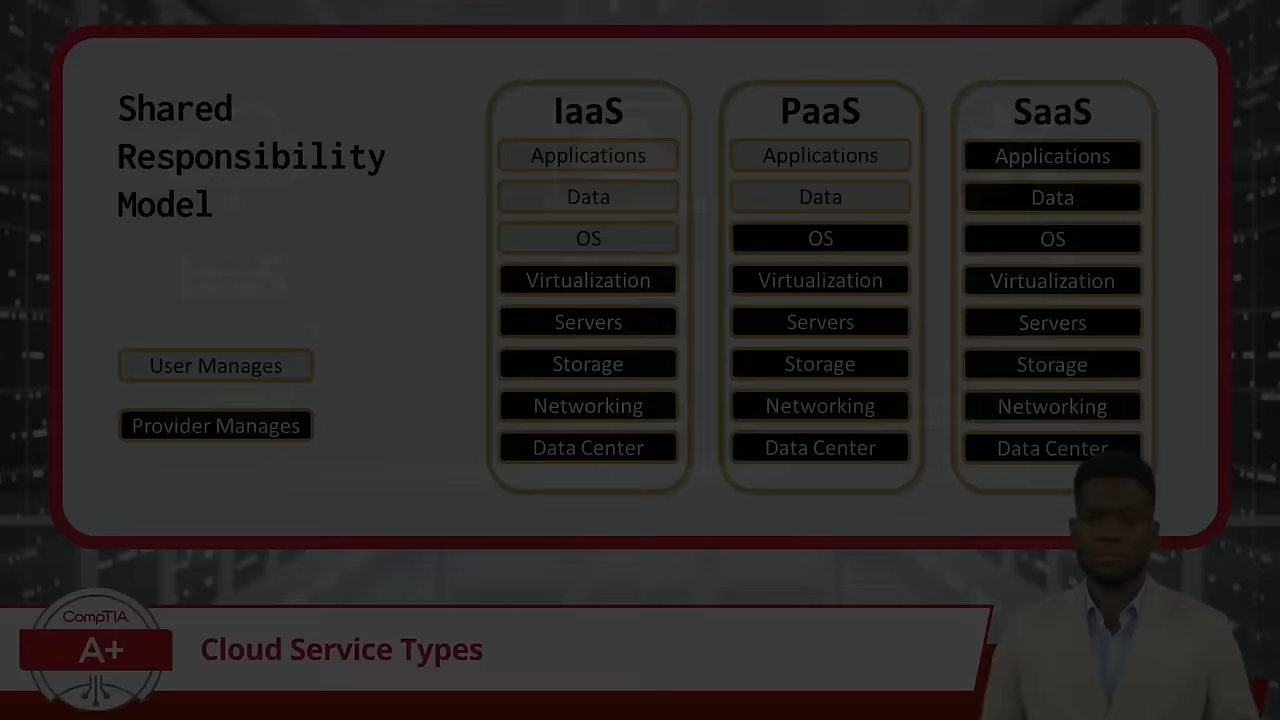 Shared
Responsibility
Model
User Manages
Provider Manages
IaaS
Applications
Data
OS
Virtualization
Servers
Storage
Networking
Data Center
PaaS
Applications
Data
OS
Virtualization
Servers
Storage
Networking
Data Center
SaaS
Applications
Data
OS
Virtualization
Servers
Storage
Networking
Data Center
CompTIA
A+
Cloud Service Types